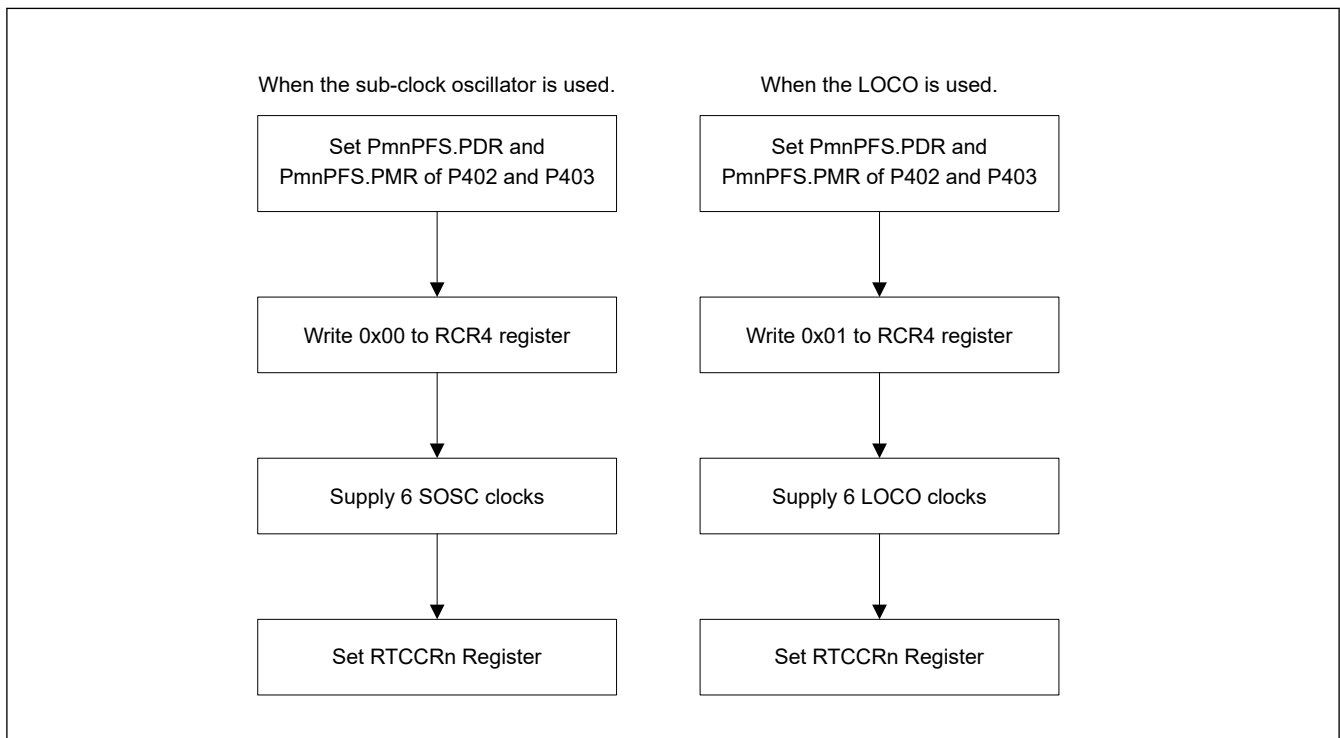 When the sub-clock oscillator is used.
Set PmnPFS.PDR and
PmnPFS.PMR of P402 and P403
Write 0x00 to RCR4 register
Supply 6 SOSC clocks
Set RTCCRn Register
When the LOCO is used.
Set PmnPFS.PDR and
PmnPFS.PMR of P402 and P403
Write 0x01 to RCR4 register
Supply 6 LOCO clocks
Set RTCCRn Register